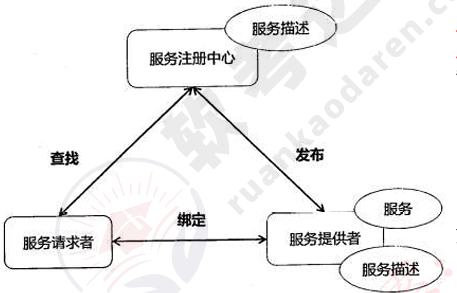 服务描述
服务注册中心
查找
发布
服务请求者
绑定
服务提供者
服务
服务描述
软考达
ruankaodaren.com